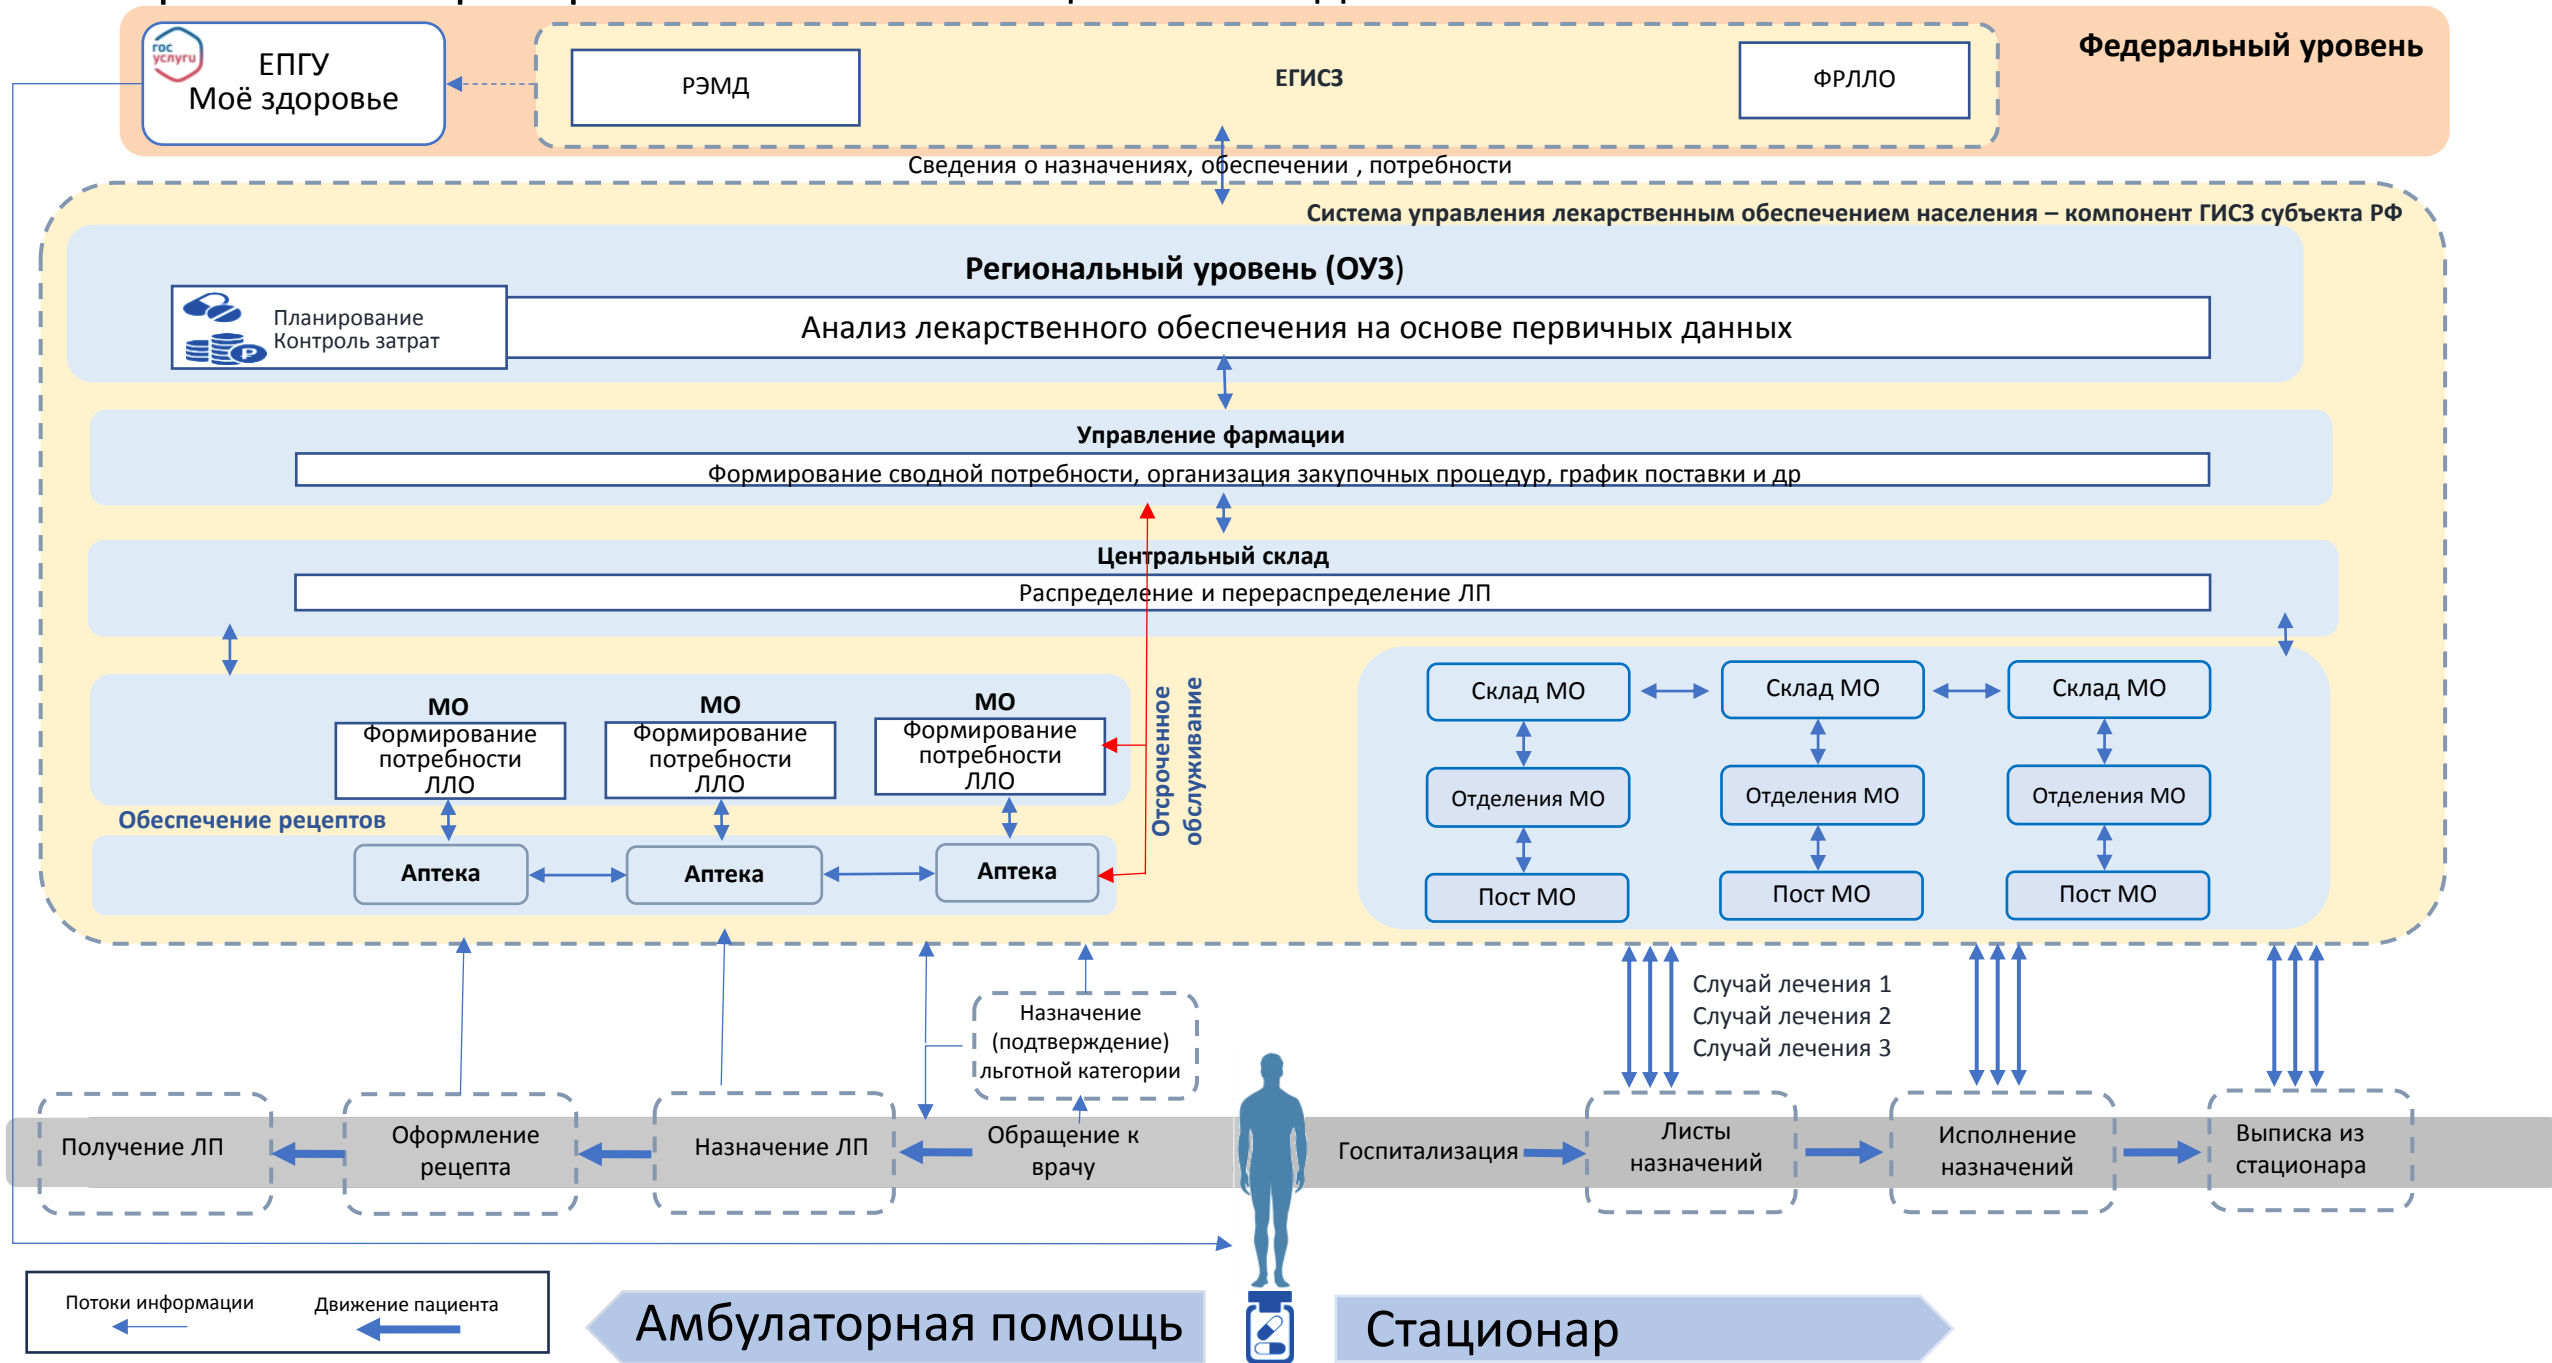 гос
услуги
ЕПГУ
Моё здоровье
РЭМД
ЕГИСЗ
ФРЛЛО
Федеральный уровень
Сведения о назначениях, обеспечении , потребности
Система управления лекарственным обеспечением населения – компонент ГИСЗ субъекта РФ
Региональный уровень (ОУЗ)
Планирование
Контроль затрат
Анализ лекарственного обеспечения на основе первичных данных
Управление фармации
Формирование сводной потребности, организация закупочных процедур, график поставки и др
Центральный склад
Распределение и перераспределение ЛП
МО
Формирование
потребности
ЛЛО
МО
Формирование
потребности
ЛЛО
МО
Формирование
потребности
ЛЛО
Отсроченное
обслуживание
Обеспечение рецептов
Аптека
Аптека
Аптека
Склад МО
Склад МО
Склад МО
Отделения МО
Отделения МО
Отделения МО
Пост МО
Пост МО
Пост МО
Назначение
(подтверждение)
льготной категории
Случай лечения 1
Случай лечения 2
Случай лечения 3
Получение ЛП
Оформление
рецепта
Назначение ЛП
Обращение к
врачу
Госпитализация
Листы
назначений
Исполнение
назначений
Выписка из
стационара
Потоки информации
Движение пациента
Амбулаторная помощь
Стационар